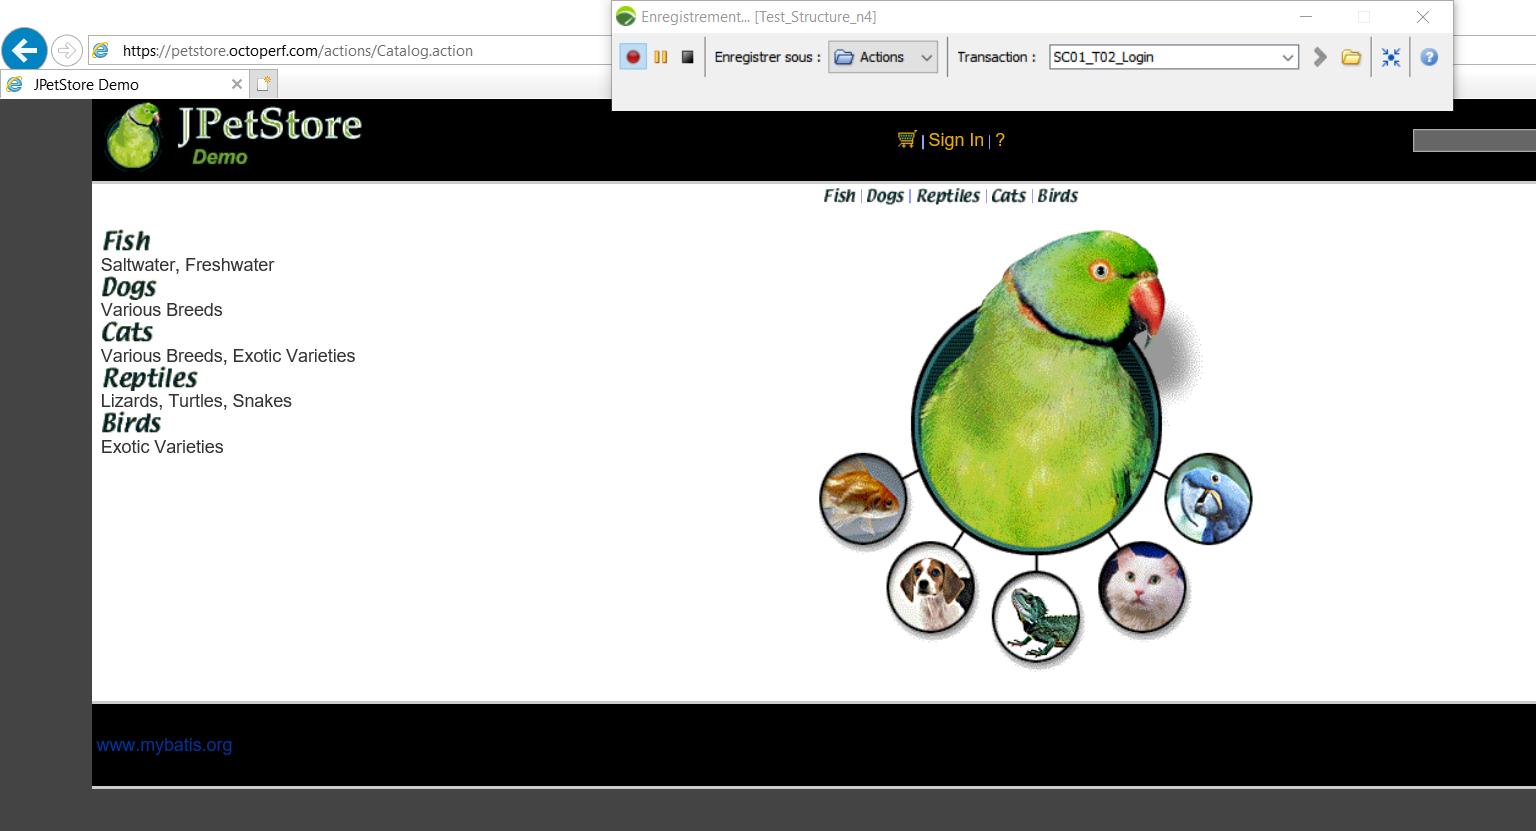 Enregistrement... [Test_Structure_n4]
https://petstore.octoperf.com/actions/Catalog.action
Enregistrer sous : Actions Transaction : SC01_T02_Login
JPetStore Demo
JPetStore
Demo
| Sign In | ?
Fish | Dogs | Reptiles | Cats | Birds
Fish
Saltwater, Freshwater
Dogs
Various Breeds
Cats
Various Breeds, Exotic Varieties
Reptiles
Lizards, Turtles, Snakes
Birds
Exotic Varieties
www.mybatis.org